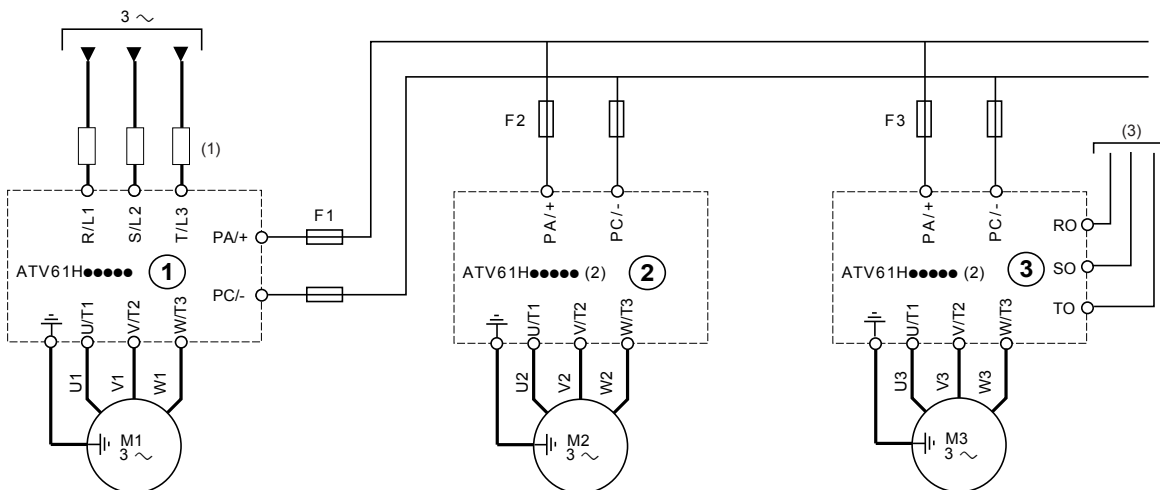 3 ~
(1)
R/L1
S/L2
T/L3
F1
PA/+
ATV61H●●●●●
1
PC/-
U/T1
V/T2
W/T3
U1
V1
W1
M1
3 ~
F2
PA/+
PC/-
ATV61H●●●●● (2)
2
U/T1
V/T2
W/T3
U2
V2
W2
M2
3 ~
F3
(3)
PA/+
PC/-
RO
ATV61H●●●●● (2)
3
SO
TO
U/T1
V/T2
W/T3
U3
V3
W3
M3
3 ~